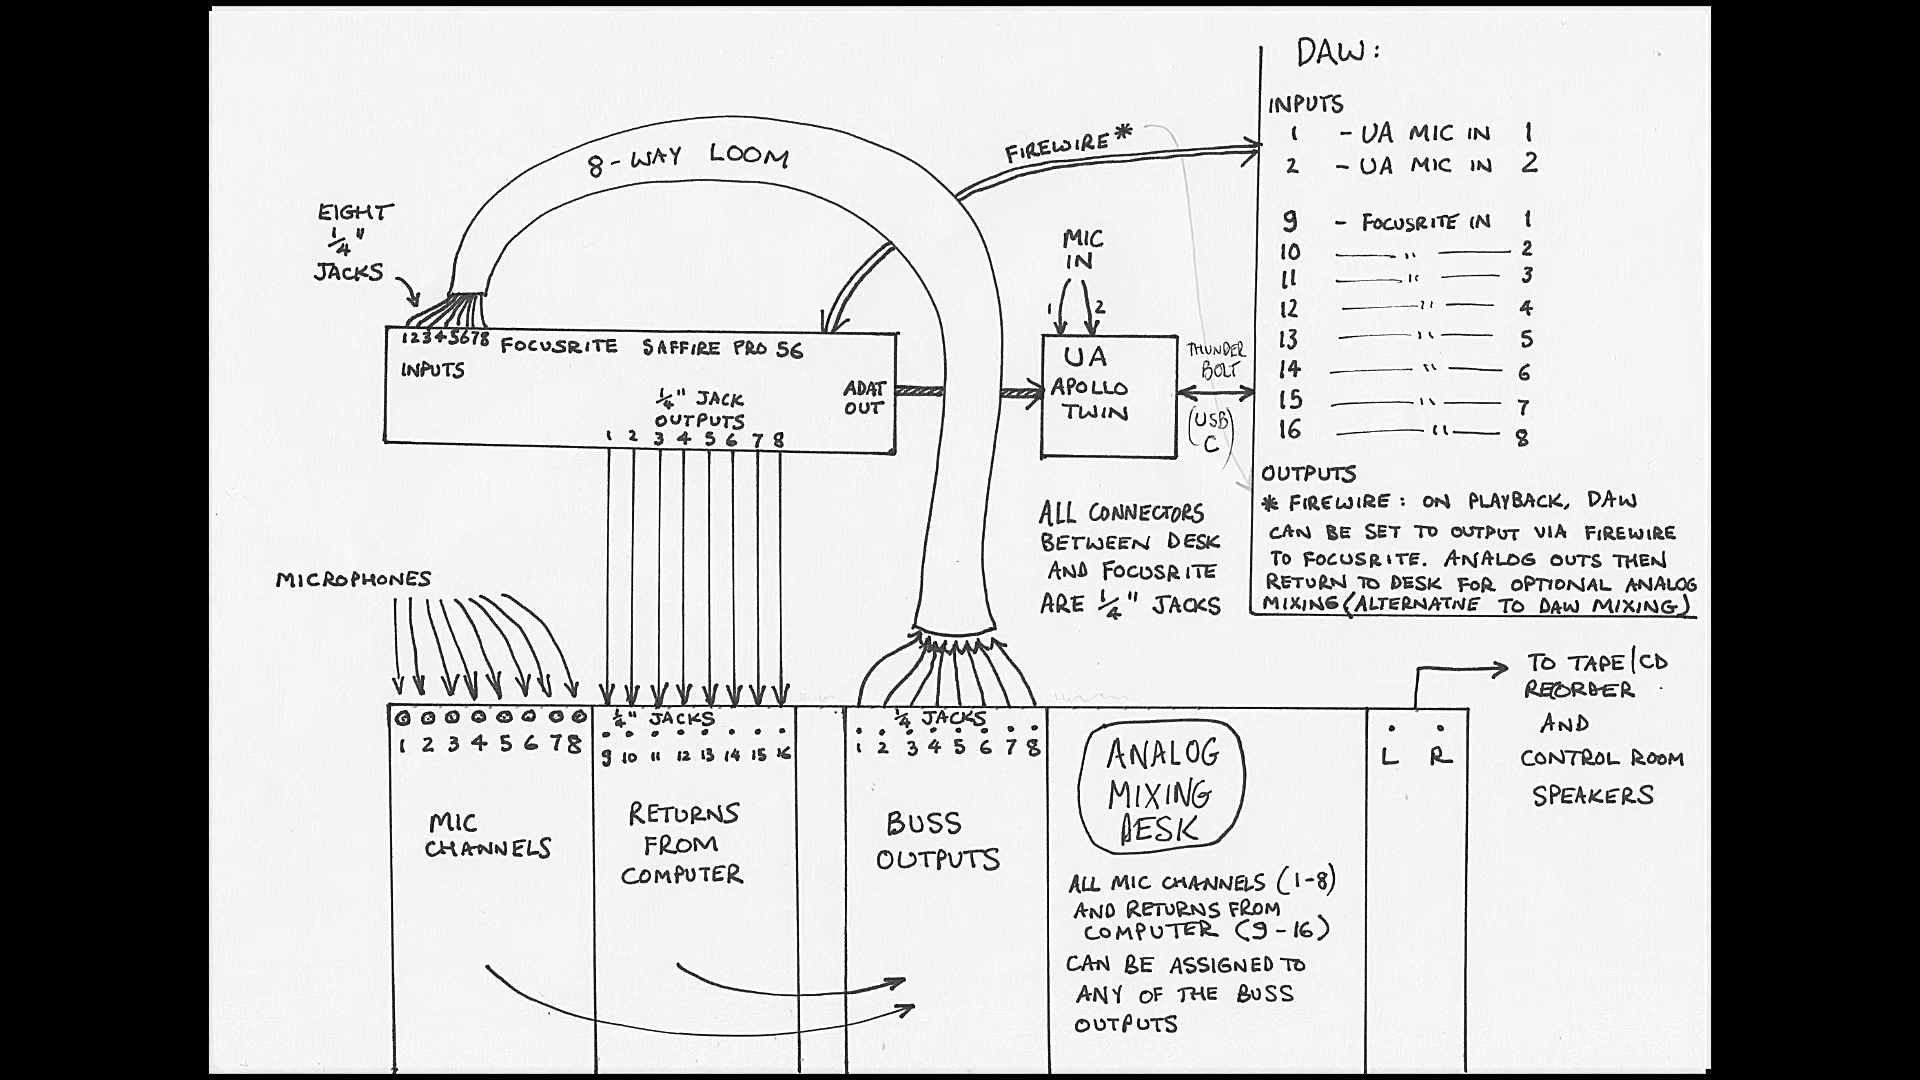 DAW:
INPUTS
1 - UA MIC IN 1
2 - UA MIC IN 2
9 - FOCUSRITE IN 1
10 —— " —— 2
11 —— " —— 3
12 —— " —— 4
13 —— " —— 5
14 —— " —— 6
15 —— " —— 7
16 —— " —— 8
OUTPUTS
* FIREWIRE: ON PLAYBACK, DAW
CAN BE SET TO OUTPUT VIA FIREWIRE
TO FOCUSRITE. ANALOG OUTS THEN
RETURN TO DESK FOR OPTIONAL ANALOG
MIXING (ALTERNATNE TO DAW MIXING)
8-WAY LOOM
FIREWIRE*
EIGHT
1/4"
JACKS
12345678
FOCUSRITE SAFFIRE PRO 56
INPUTS
1/4" JACK
OUTPUTS
1 2 3 4 5 6 7 8
ADAT
OUT
MIC
IN
1 2
UA
APOLLO
TWIN
THUNDER
BOLT
(USB
C)
ALL CONNECTORS
BETWEEN DESK
AND FOCUSRITE
ARE 1/4" JACKS
MICROPHONES
1 2 3 4 5 6 7 8
MIC
CHANNELS
1/4" JACKS
9 10 11 12 13 14 15 16
RETURNS
FROM
COMPUTER
1/4 JACKS
1 2 3 4 5 6 7 8
BUSS
OUTPUTS
ANALOG
MIXING
DESK
ALL MIC CHANNELS (1-8)
AND RETURNS FROM
COMPUTER (9-16)
CAN BE ASSIGNED TO
ANY OF THE BUSS
OUTPUTS
L R
TO TAPE/CD
REORDER
AND
CONTROL ROOM
SPEAKERS